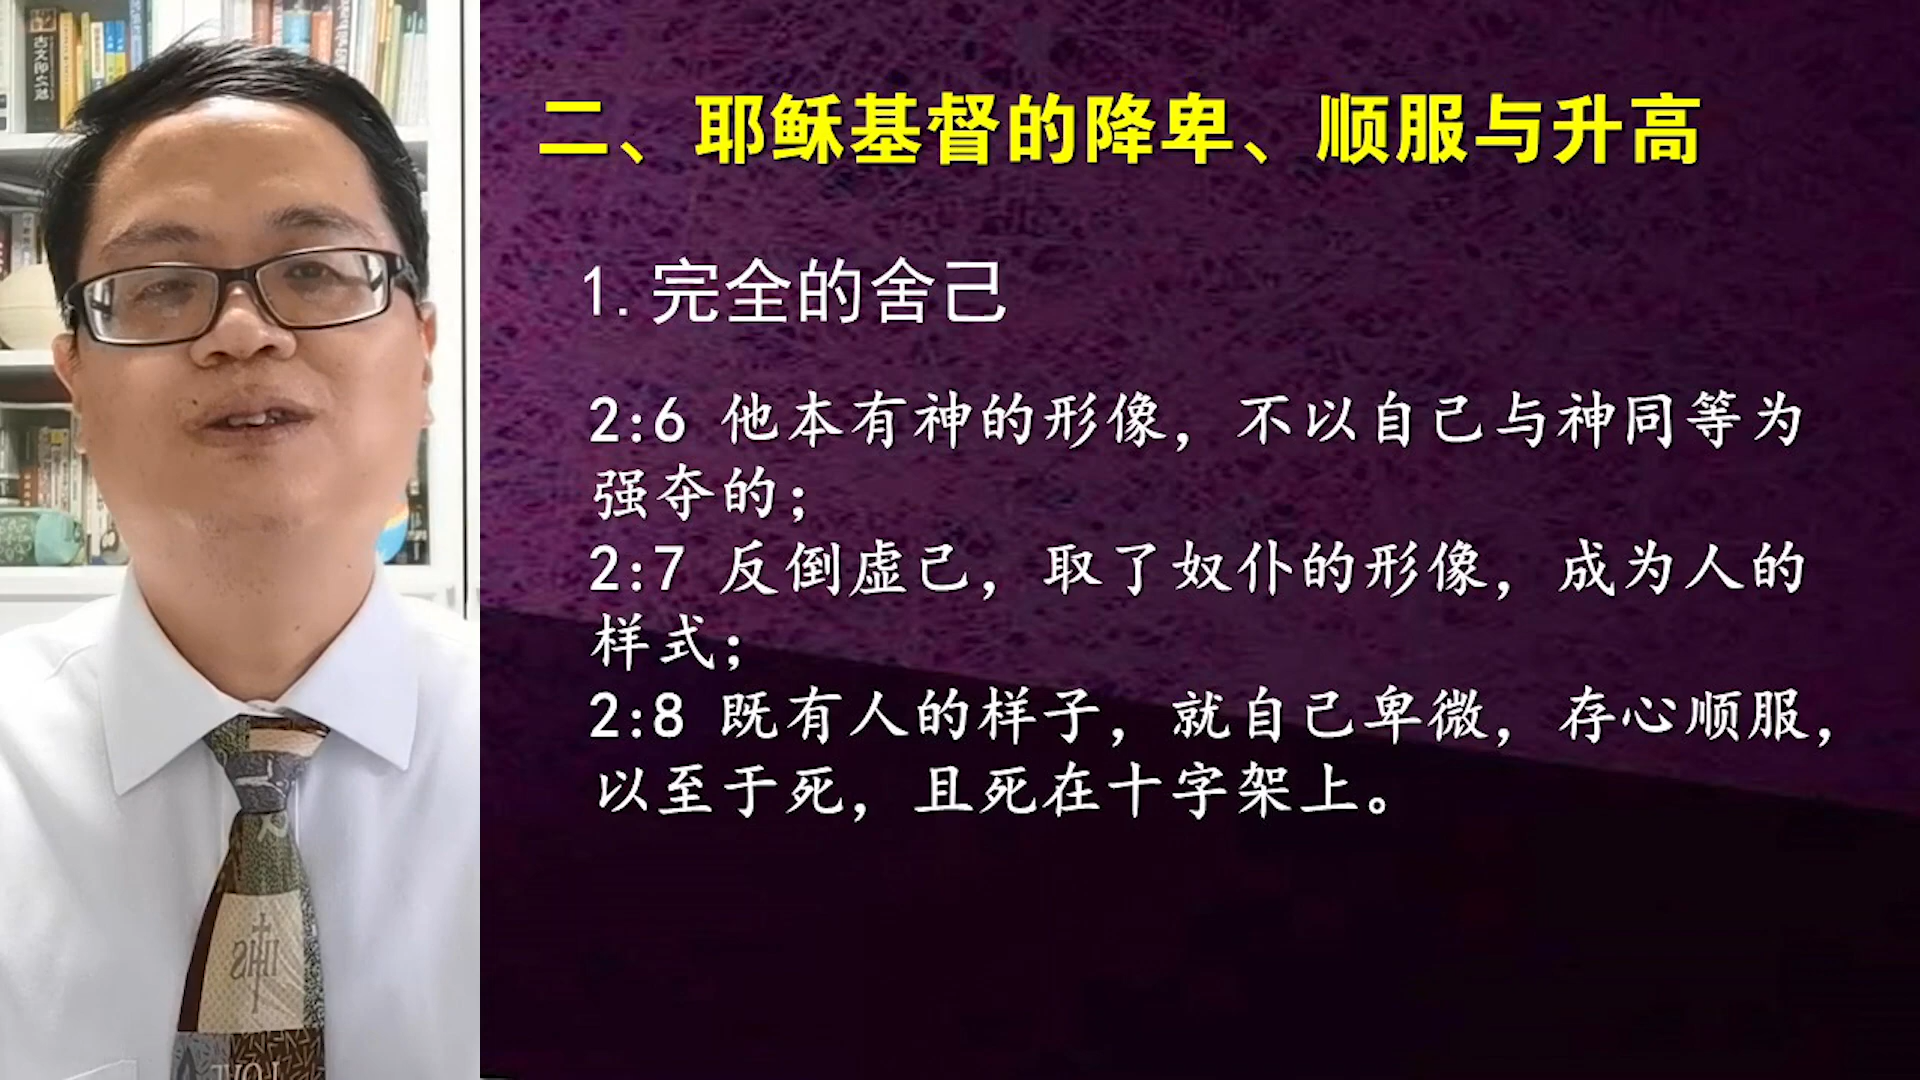 二、耶稣基督的降卑、顺服与升高
1.完全的舍己
2:6 他本有神的形像，不以自己与神同等为
强夺的；
2:7 反倒虚己，取了奴仆的形像，成为人的
样式；
2:8 既有人的样子，就自己卑微，存心顺服，
以至于死，且死在十字架上。